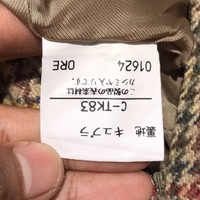 裏地 キュプラ
C-TK83
この製品の表素材は
カシミヤ入りです。
01624 ORE